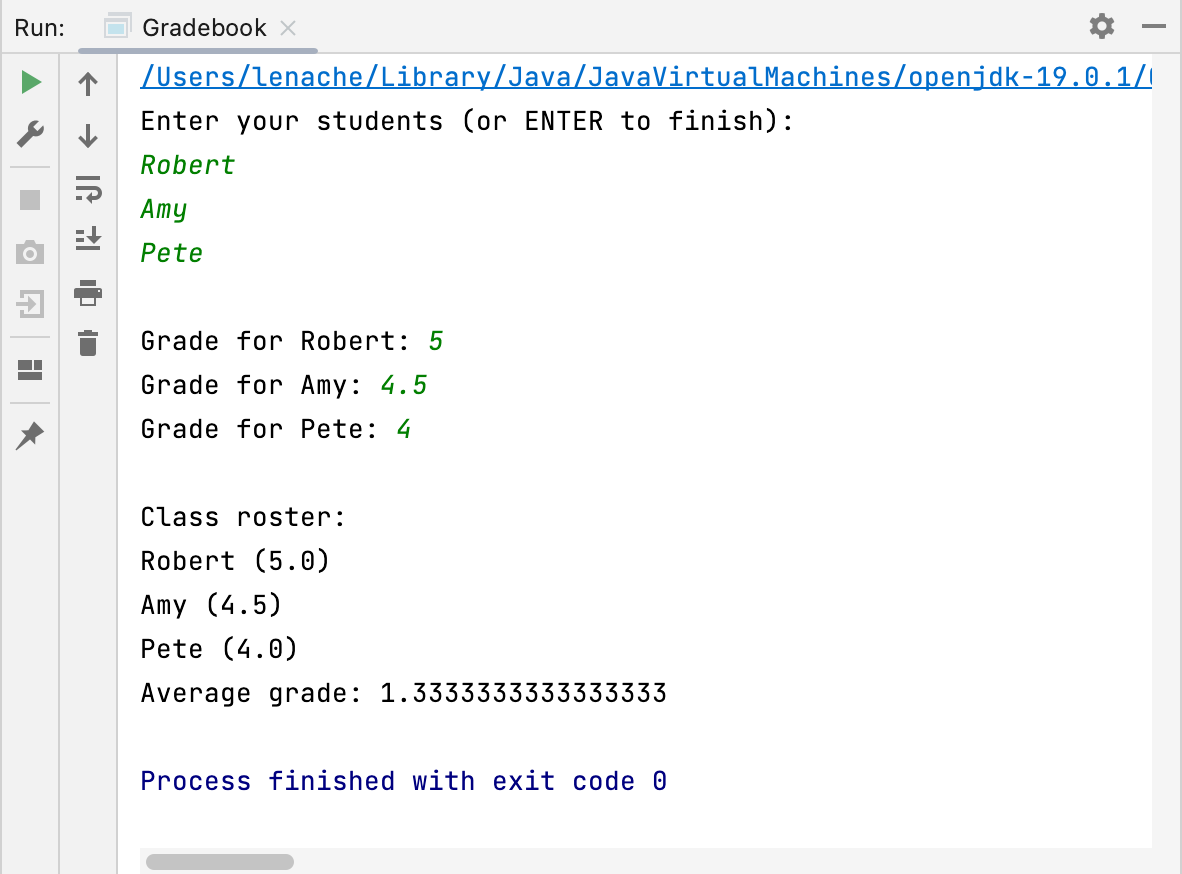 Run: Gradebook
/Users/lenache/Library/Java/JavaVirtualMachines/openjdk-19.0.1/
Enter your students (or ENTER to finish):
Robert
Amy
Pete
Grade for Robert: 5
Grade for Amy: 4.5
Grade for Pete: 4
Class roster:
Robert (5.0)
Amy (4.5)
Pete (4.0)
Average grade: 1.3333333333333333
Process finished with exit code 0